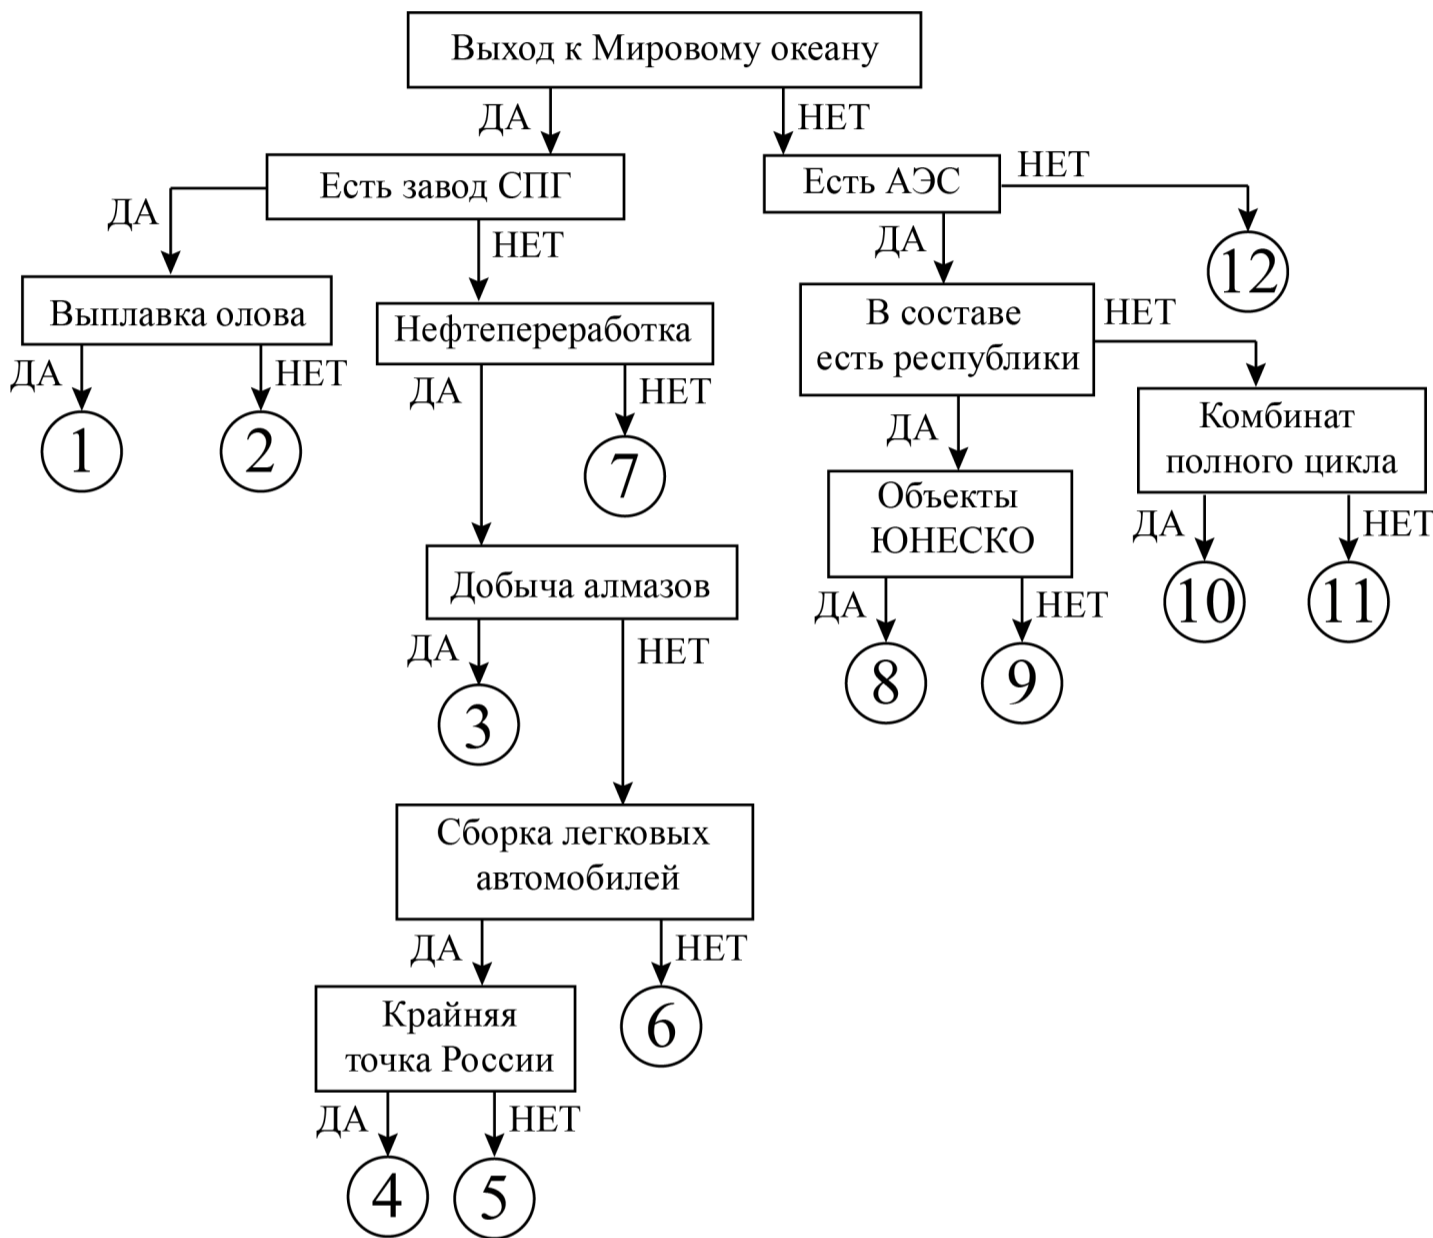 Выход к Мировому океану
ДА
НЕТ
Есть завод СПГ
Есть АЭС
НЕТ
ДА
НЕТ
ДА
12
Выплавка олова
Нефтепереработка
В составе
есть республики
НЕТ
ДА
НЕТ
ДА
НЕТ
ДА
Комбинат
полного цикла
1
2
7
Объекты
ЮНЕСКО
ДА
НЕТ
Добыча алмазов
ДА
НЕТ
10
11
ДА
НЕТ
8
9
3
Сборка легковых
автомобилей
ДА
НЕТ
Крайняя
точка России
6
ДА
НЕТ
4
5